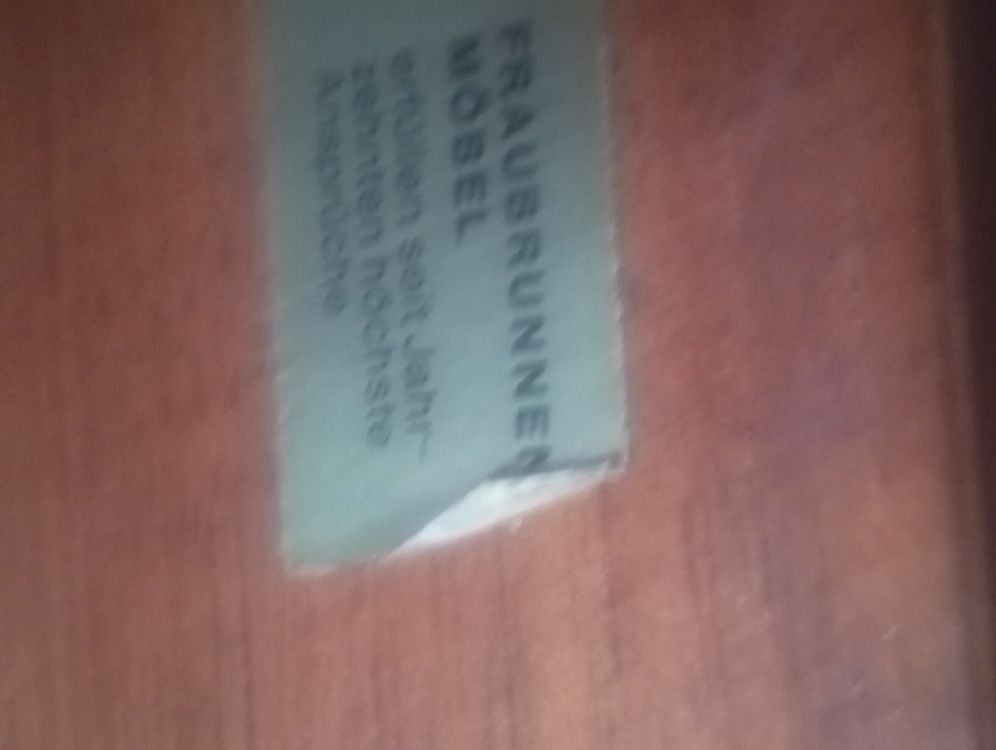 FRAUBRUNNEN
MÖBEL
erfüllen seit Jahr-
zehnten höchste
Ansprüche